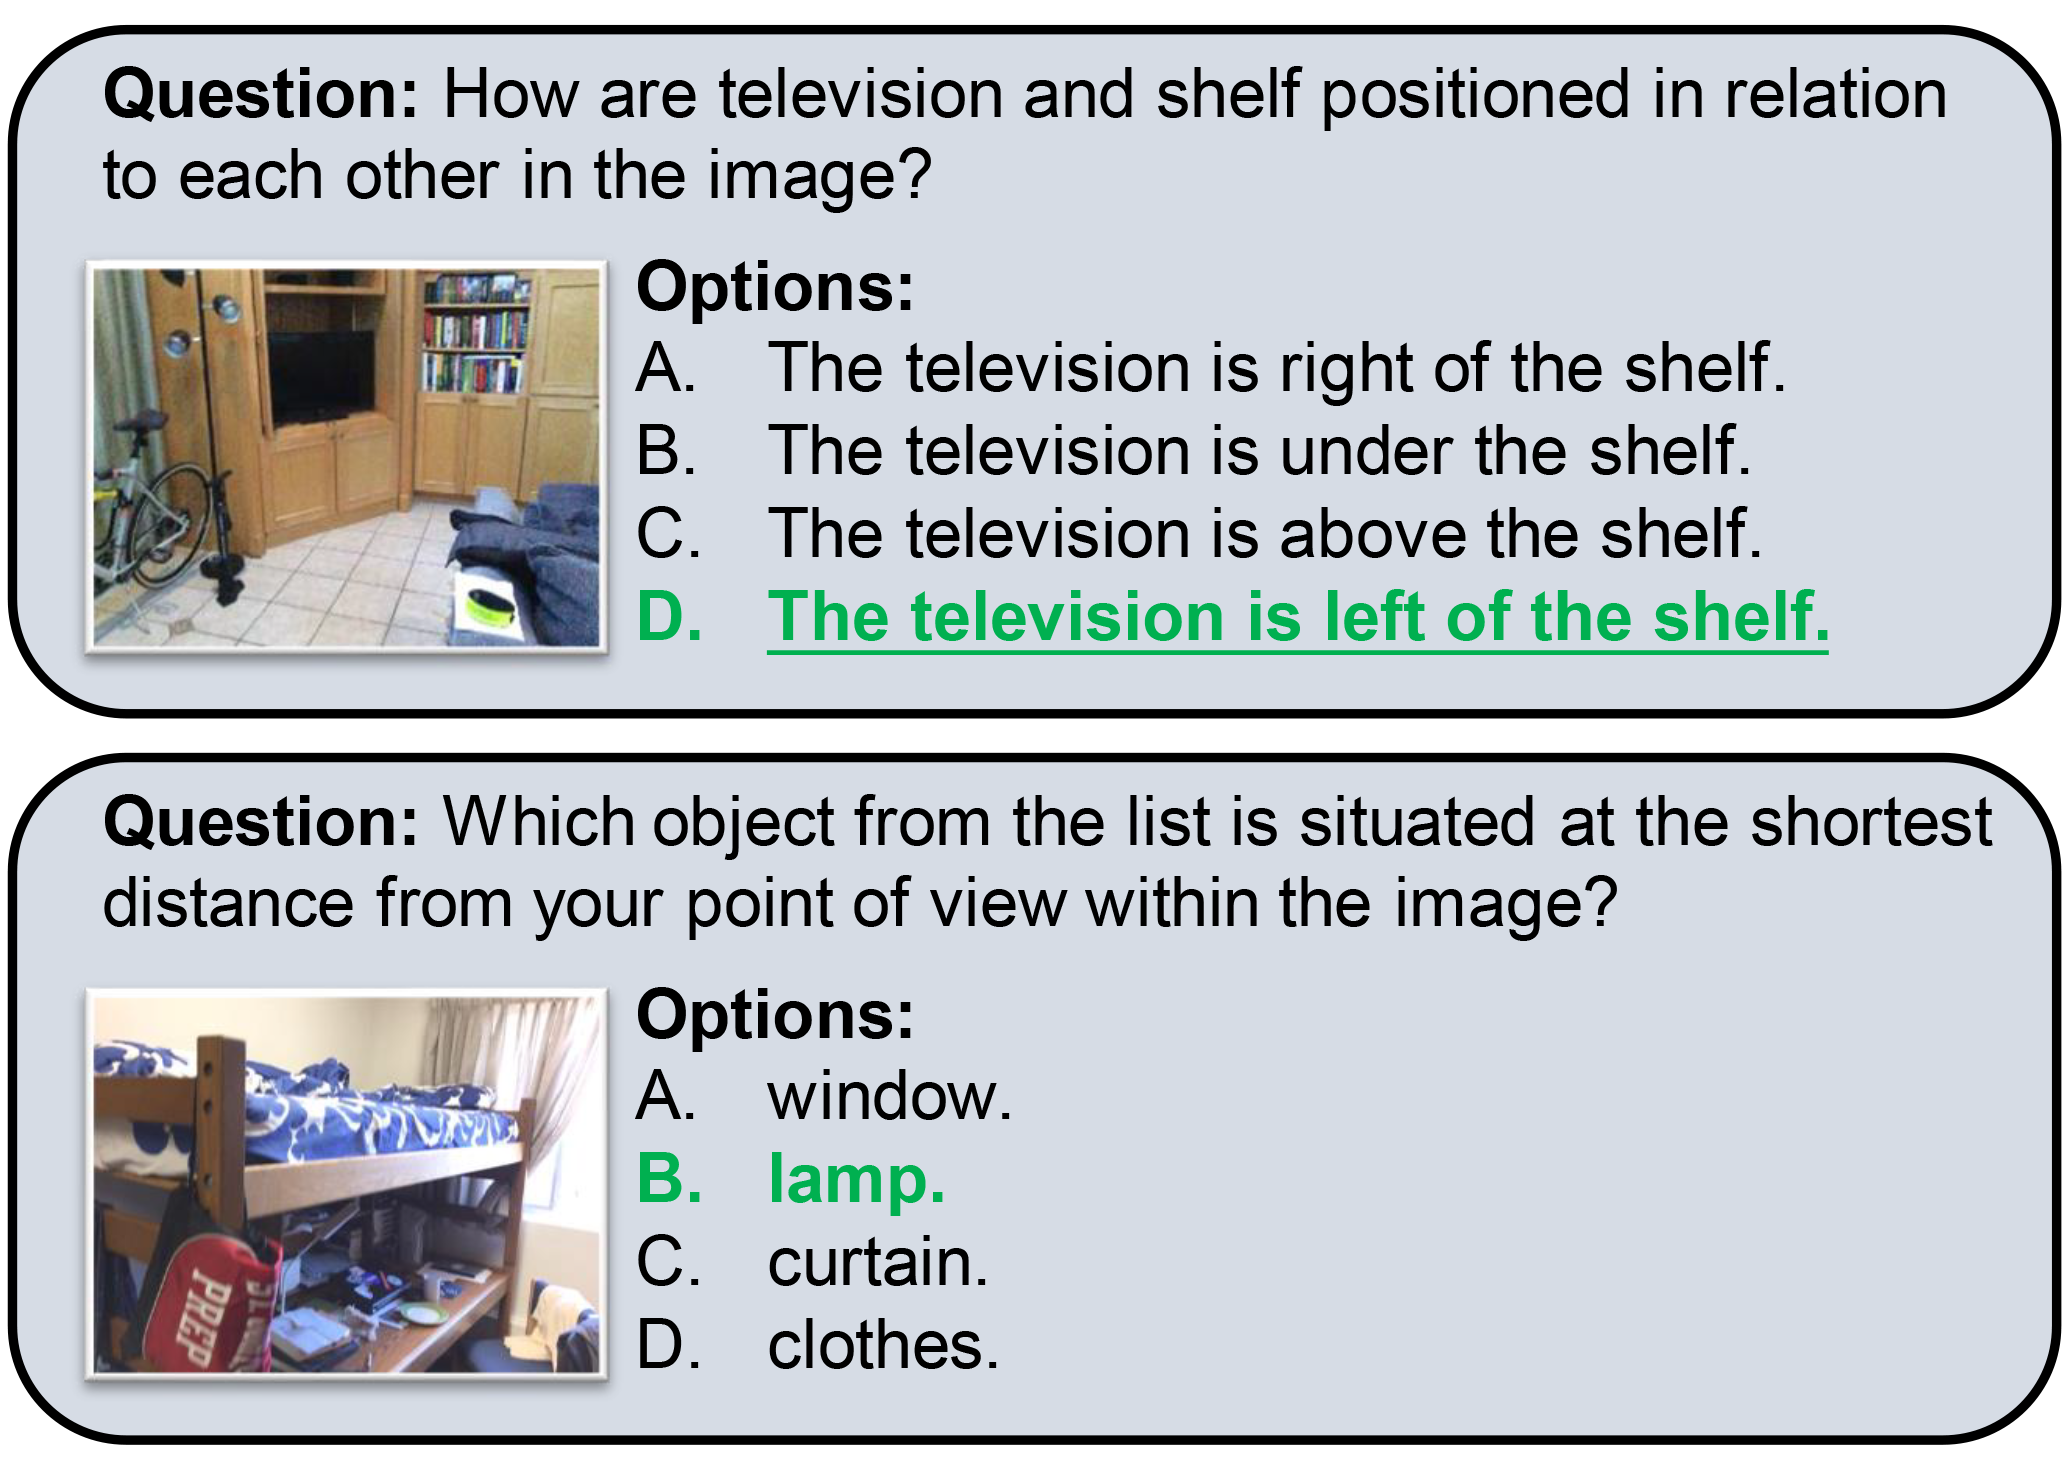 Question: How are television and shelf positioned in relation
to each other in the image?
Options:
A. The television is right of the shelf.
B. The television is under the shelf.
C. The television is above the shelf.
D. The television is left of the shelf.
Question: Which object from the list is situated at the shortest
distance from your point of view within the image?
Options:
A. window.
B. lamp.
C. curtain.
D. clothes.
PREP